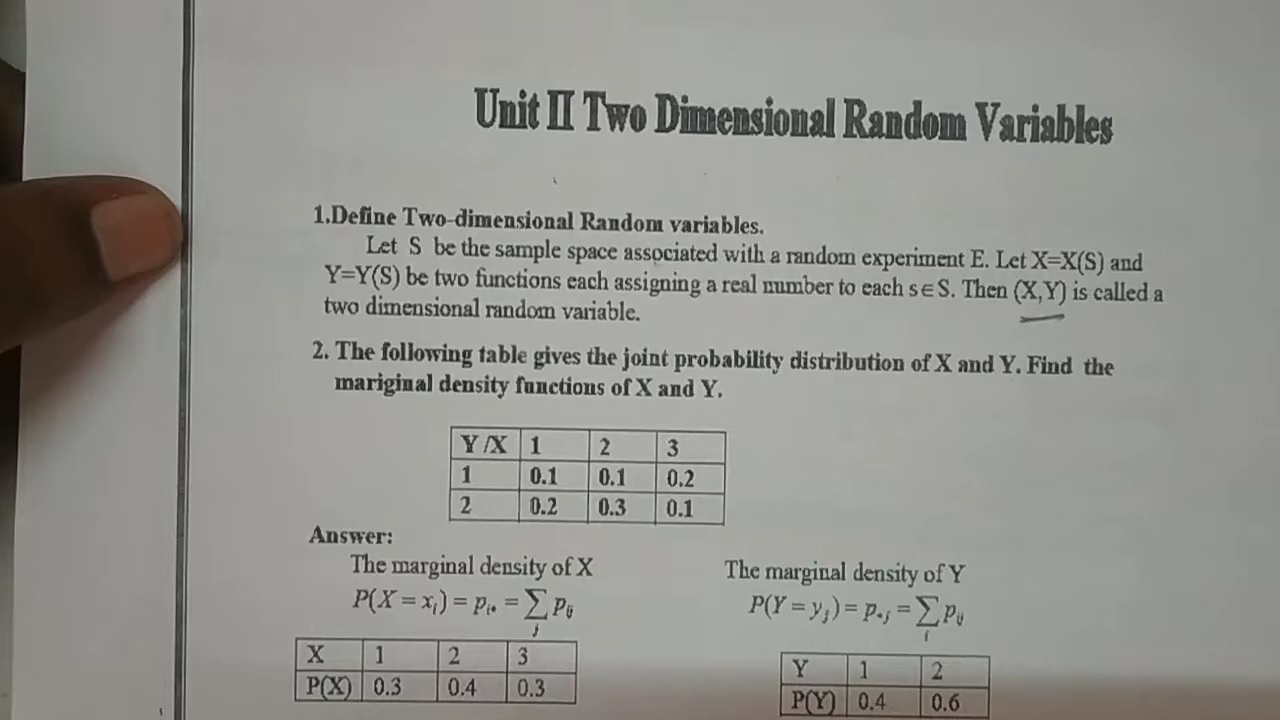 Unit II Two Dimensional Random Variables
1.Define Two-dimensional Random variables.
Let S be the sample space associated with a random experiment E. Let X=X(S) and
Y=Y(S) be two functions each assigning a real number to each s∈S. Then (X,Y) is called a
two dimensional random variable.
2. The following table gives the joint probability distribution of X and Y. Find the
mariginal density functions of X and Y.
Y /X 1 2 3
1 0.1 0.1 0.2
2 0.2 0.3 0.1
Answer:
The marginal density of X The marginal density of Y
P(X = xᵢ) = pᵢ• = ∑ⱼ pᵢⱼ P(Y = yⱼ) = p•ⱼ = ∑ᵢ pᵢⱼ
X 1 2 3 Y 1 2
P(X) 0.3 0.4 0.3 P(Y) 0.4 0.6